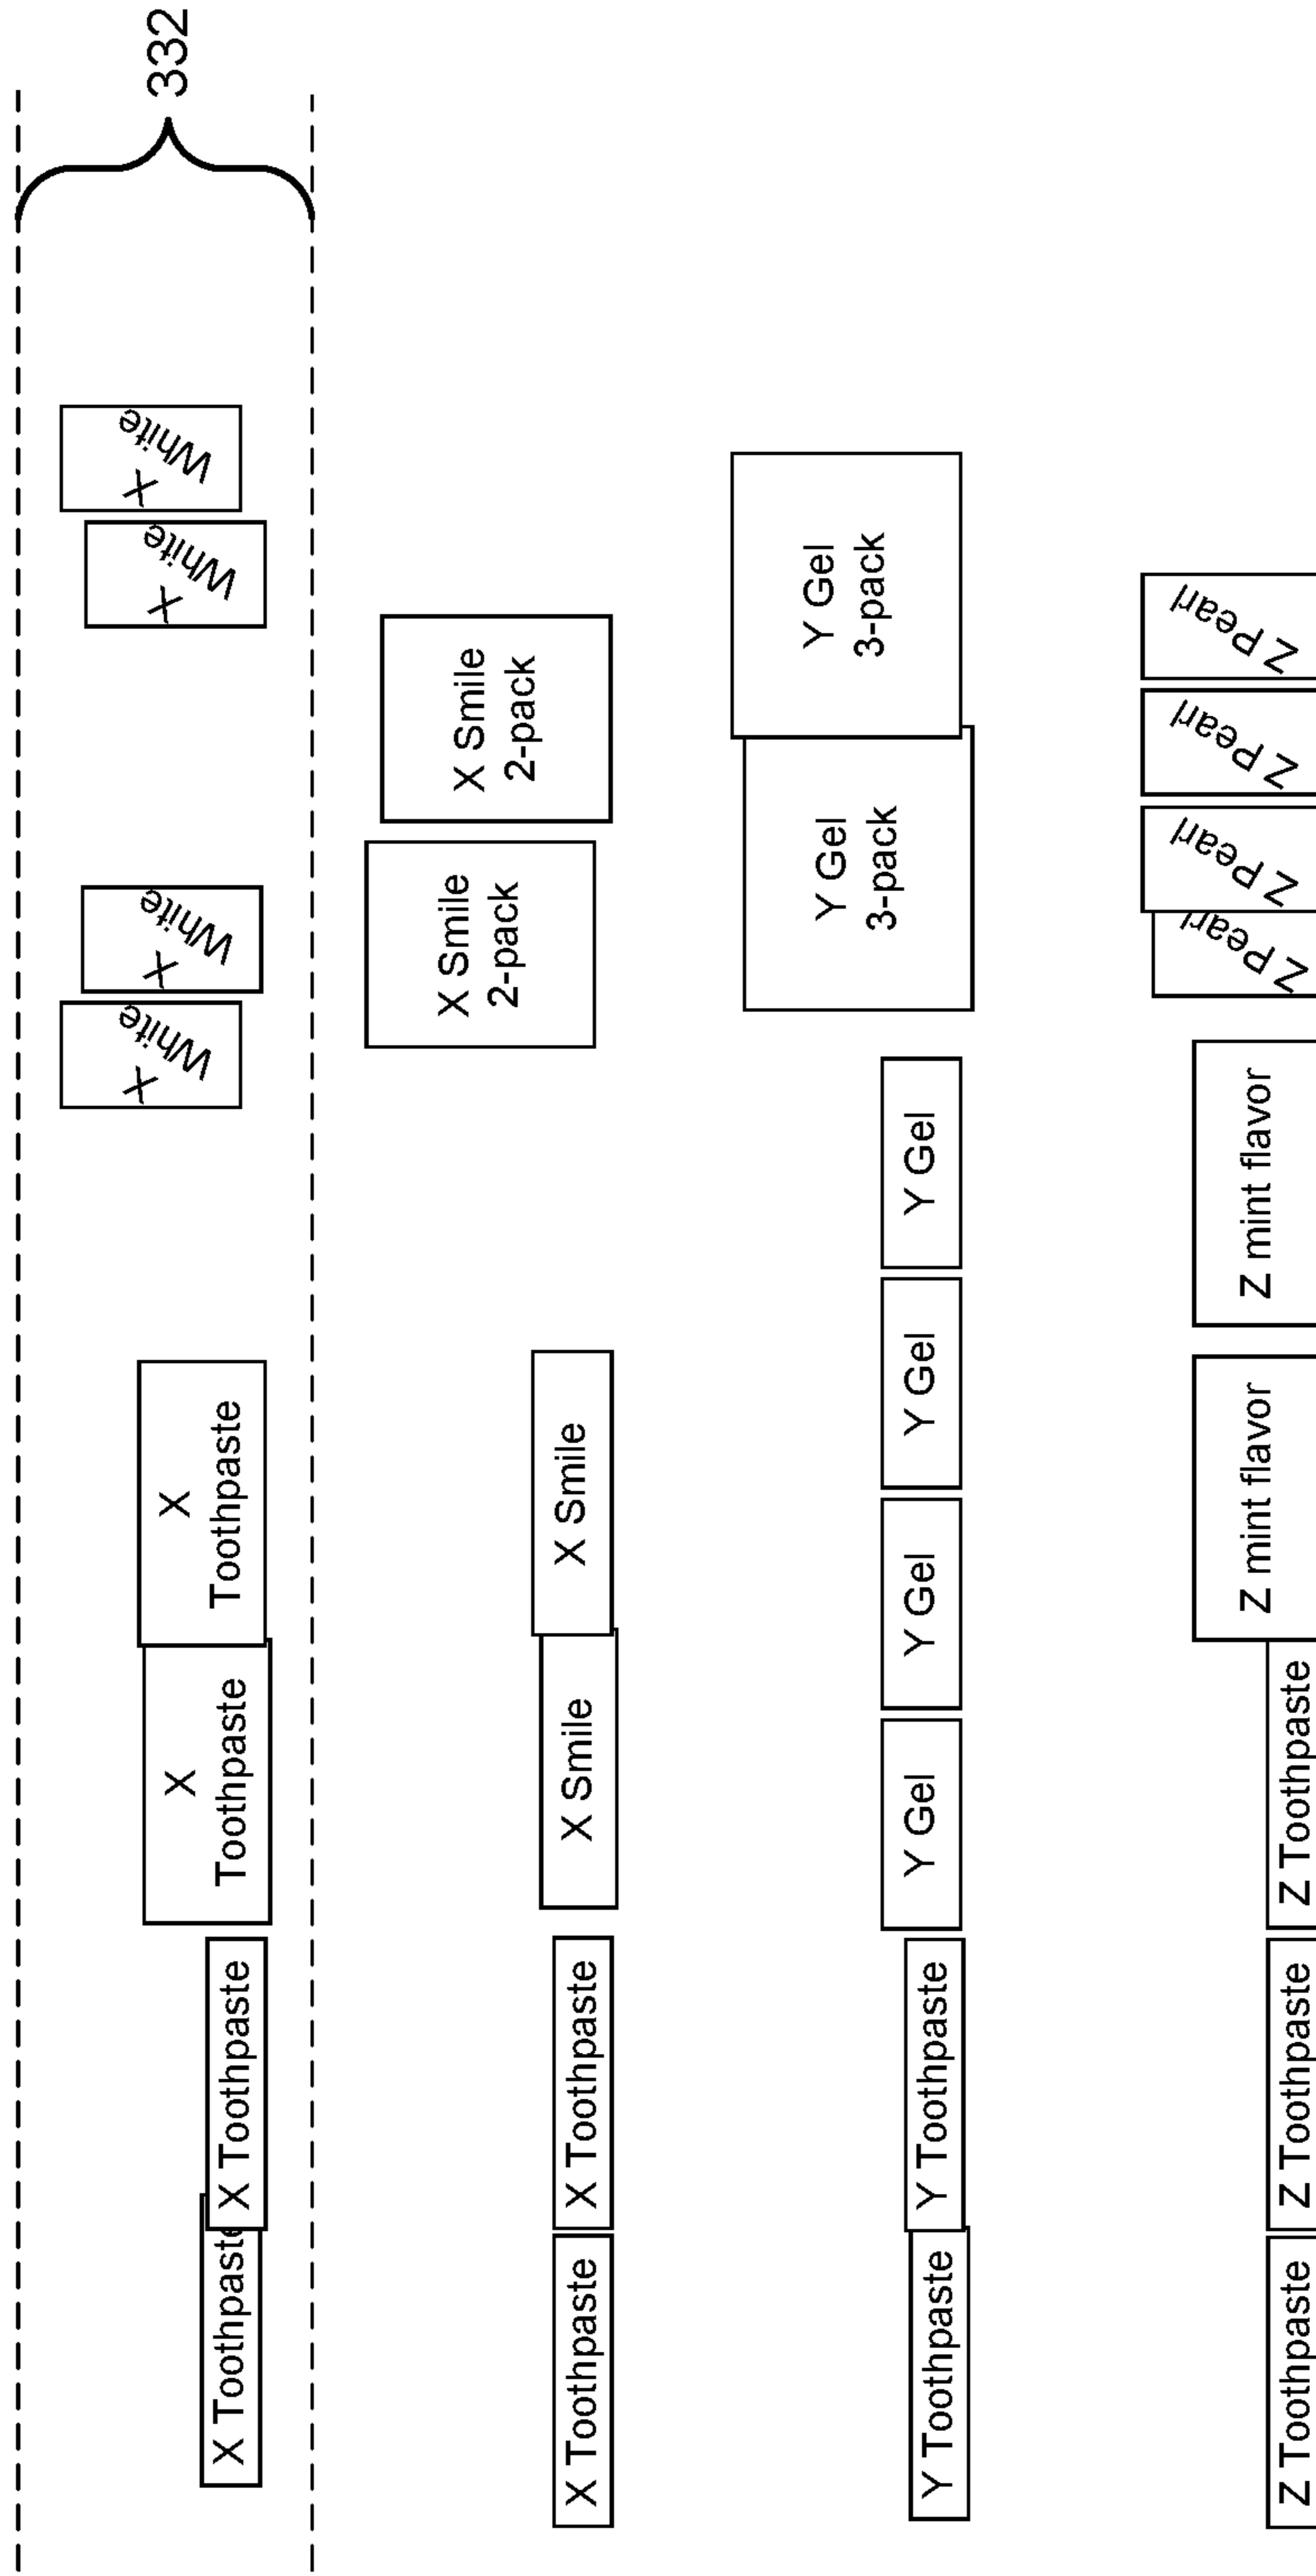 X Toothpaste
X Toothpaste
X
Toothpaste
X
Toothpaste
X
White
X
White
X
White
X
White
332
X Toothpaste
X Toothpaste
X Smile
X Smile
X Smile
2-pack
X Smile
2-pack
Y Toothpaste
Y Toothpaste
Y Gel
Y Gel
Y Gel
Y Gel
Y Gel
3-pack
Y Gel
3-pack
Z Toothpaste
Z Toothpaste
Z Toothpaste
Z mint flavor
Z mint flavor
Z Pearl
Z Pearl
Z Pearl
Z Pearl